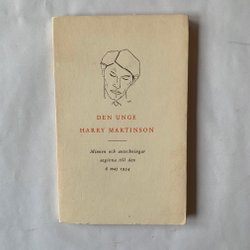 DEN UNGE
HARRY MARTINSON
Minnen och anteckningar
utgivna till den
6 maj 1954